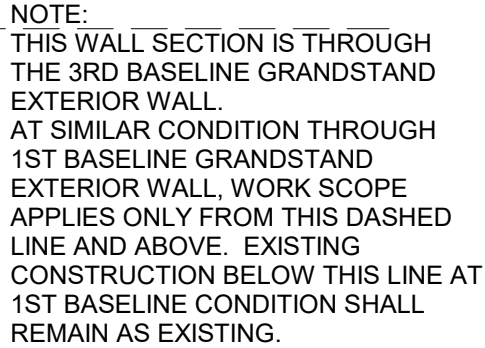 NOTE:
THIS WALL SECTION IS THROUGH
THE 3RD BASELINE GRANDSTAND
EXTERIOR WALL.
AT SIMILAR CONDITION THROUGH
1ST BASELINE GRANDSTAND
EXTERIOR WALL, WORK SCOPE
APPLIES ONLY FROM THIS DASHED
LINE AND ABOVE.  EXISTING
CONSTRUCTION BELOW THIS LINE AT
1ST BASELINE CONDITION SHALL
REMAIN AS EXISTING.